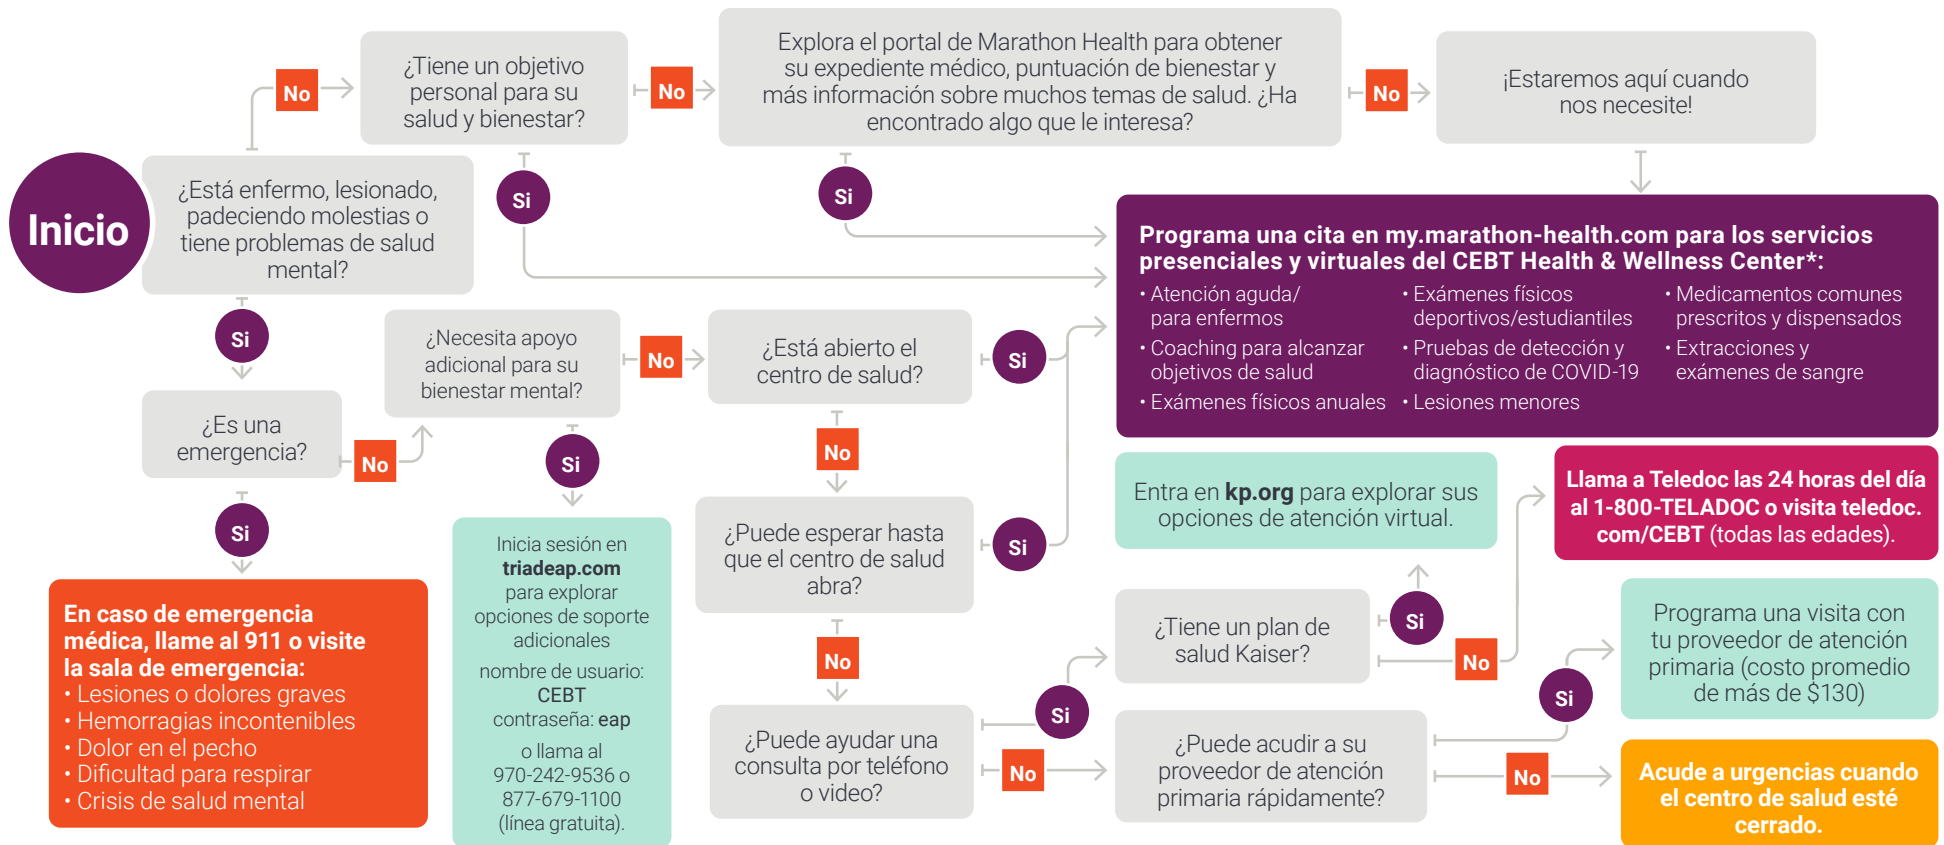 Inicio
¿Está enfermo, lesionado,
padeciendo molestias o
tiene problemas de salud
mental?
No
¿Tiene un objetivo
personal para su
salud y bienestar?
No
Explora el portal de Marathon Health para obtener
su expediente médico, puntuación de bienestar y
más información sobre muchos temas de salud. ¿Ha
encontrado algo que le interesa?
No
¡Estaremos aquí cuando
nos necesite!
Si
Si
Programa una cita en my.marathon-health.com para los servicios
presenciales y virtuales del CEBT Health & Wellness Center*:
• Atención aguda/
para enfermos
• Coaching para alcanzar
objetivos de salud
• Exámenes físicos anuales
• Exámenes físicos
deportivos/estudiantiles
• Pruebas de detección y
diagnóstico de COVID-19
• Lesiones menores
• Medicamentos comunes
prescritos y dispensados
• Extracciones y
exámenes de sangre
Si
¿Es una
emergencia?
No
¿Necesita apoyo
adicional para su
bienestar mental?
No
¿Está abierto el
centro de salud?
Si
Si
En caso de emergencia
médica, llame al 911 o visite
la sala de emergencia:
• Lesiones o dolores graves
• Hemorragias incontenibles
• Dolor en el pecho
• Dificultad para respirar
• Crisis de salud mental
Si
Inicia sesión en
triadeap.com
para explorar
opciones de soporte
adicionales
nombre de usuario:
CEBT
contraseña: eap
o llama al
970-242-9536 o
877-679-1100
(línea gratuita).
No
¿Puede esperar hasta
que el centro de salud
abra?
Si
No
¿Puede ayudar una
consulta por teléfono
o video?
Si
¿Tiene un plan de
salud Kaiser?
Si
Entra en kp.org para explorar sus
opciones de atención virtual.
No
Llama a Teledoc las 24 horas del día
al 1-800-TELADOC o visita teledoc.
com/CEBT (todas las edades).
No
¿Puede acudir a su
proveedor de atención
primaria rápidamente?
Si
Programa una visita con
tu proveedor de atención
primaria (costo promedio
de más de $130)
No
Acude a urgencias cuando
el centro de salud esté
cerrado.